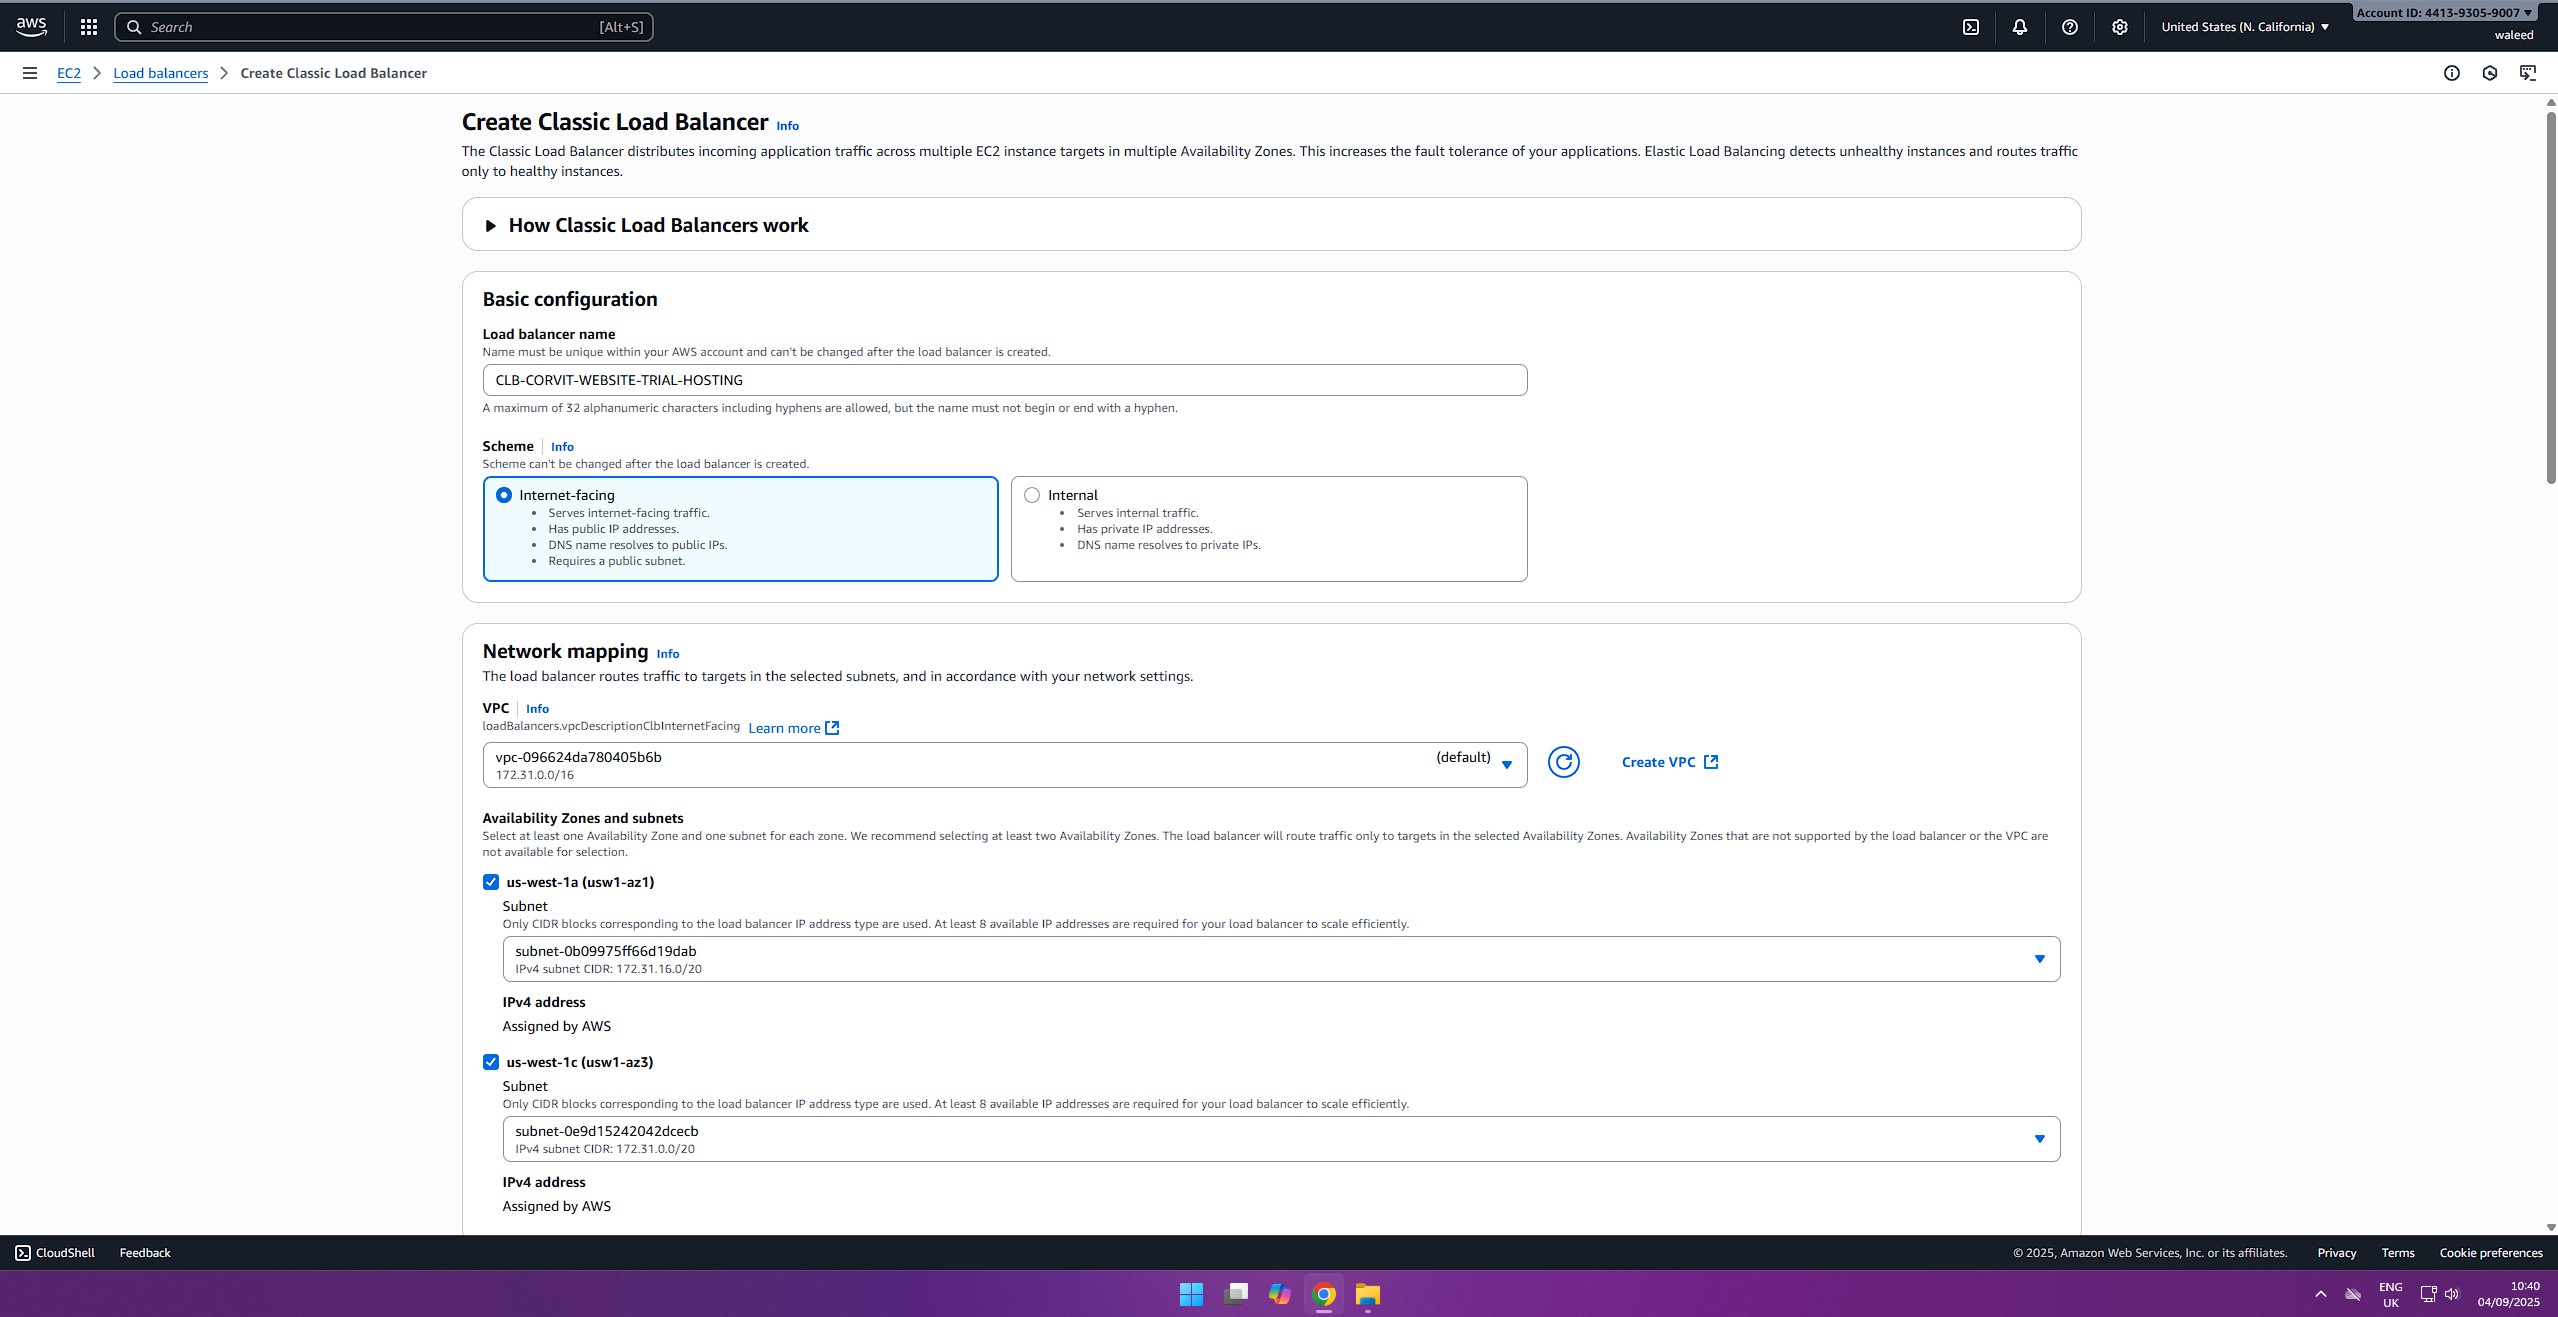 aws
Search
[Alt+S]
United States (N. California)
Account ID: 4413-9305-9007
waleed
EC2
Load balancers
Create Classic Load Balancer
Create Classic Load Balancer Info
The Classic Load Balancer distributes incoming application traffic across multiple EC2 instance targets in multiple Availability Zones. This increases the fault tolerance of your applications. Elastic Load Balancing detects unhealthy instances and routes traffic
only to healthy instances.
How Classic Load Balancers work
Basic configuration
Load balancer name
Name must be unique within your AWS account and can't be changed after the load balancer is created.
CLB-CORVIT-WEBSITE-TRIAL-HOSTING
A maximum of 32 alphanumeric characters including hyphens are allowed, but the name must not begin or end with a hyphen.
Scheme Info
Scheme can't be changed after the load balancer is created.
Internet-facing
• Serves internet-facing traffic.
• Has public IP addresses.
• DNS name resolves to public IPs.
• Requires a public subnet.
Internal
• Serves internal traffic.
• Has private IP addresses.
• DNS name resolves to private IPs.
Network mapping Info
The load balancer routes traffic to targets in the selected subnets, and in accordance with your network settings.
VPC Info
loadBalancers.vpcDescriptionClbInternetFacing Learn more
vpc-096624da780405b6b (default)
172.31.0.0/16
Create VPC
Availability Zones and subnets
Select at least one Availability Zone and one subnet for each zone. We recommend selecting at least two Availability Zones. The load balancer will route traffic only to targets in the selected Availability Zones. Availability Zones that are not supported by the load balancer or the VPC are
not available for selection.
us-west-1a (usw1-az1)
Subnet
Only CIDR blocks corresponding to the load balancer IP address type are used. At least 8 available IP addresses are required for your load balancer to scale efficiently.
subnet-0b09975ff66d19dab
IPv4 subnet CIDR: 172.31.16.0/20
IPv4 address
Assigned by AWS
us-west-1c (usw1-az3)
Subnet
Only CIDR blocks corresponding to the load balancer IP address type are used. At least 8 available IP addresses are required for your load balancer to scale efficiently.
subnet-0e9d15242042dcecb
IPv4 subnet CIDR: 172.31.0.0/20
IPv4 address
Assigned by AWS
CloudShell Feedback
© 2025, Amazon Web Services, Inc. or its affiliates. Privacy Terms Cookie preferences
ENG
UK
10:40
04/09/2025